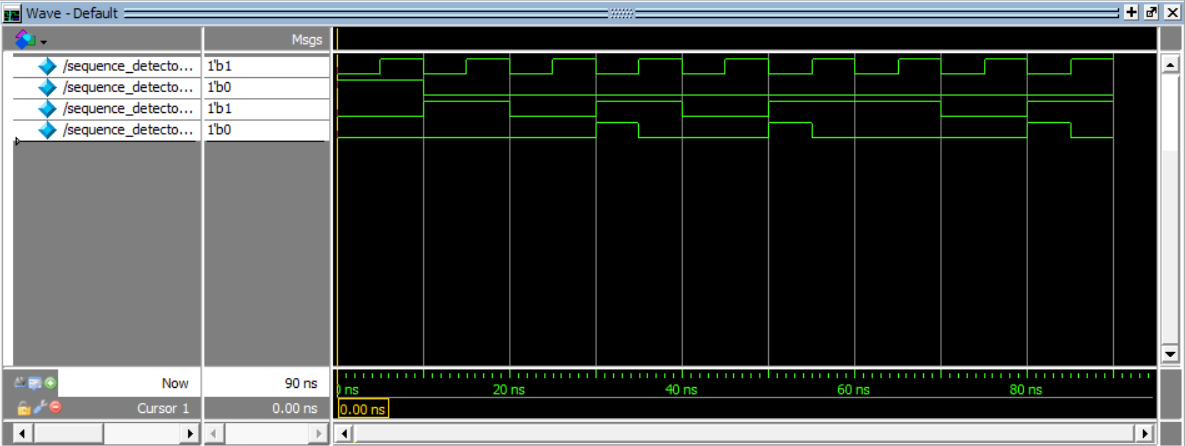 Wave - Default
Msgs
/sequence_detecto... 1'b1
/sequence_detecto... 1'b0
/sequence_detecto... 1'b1
/sequence_detecto... 1'b0
Now 90 ns
ns 20 ns 40 ns 60 ns 80 ns
Cursor 1 0.00 ns 0.00 ns